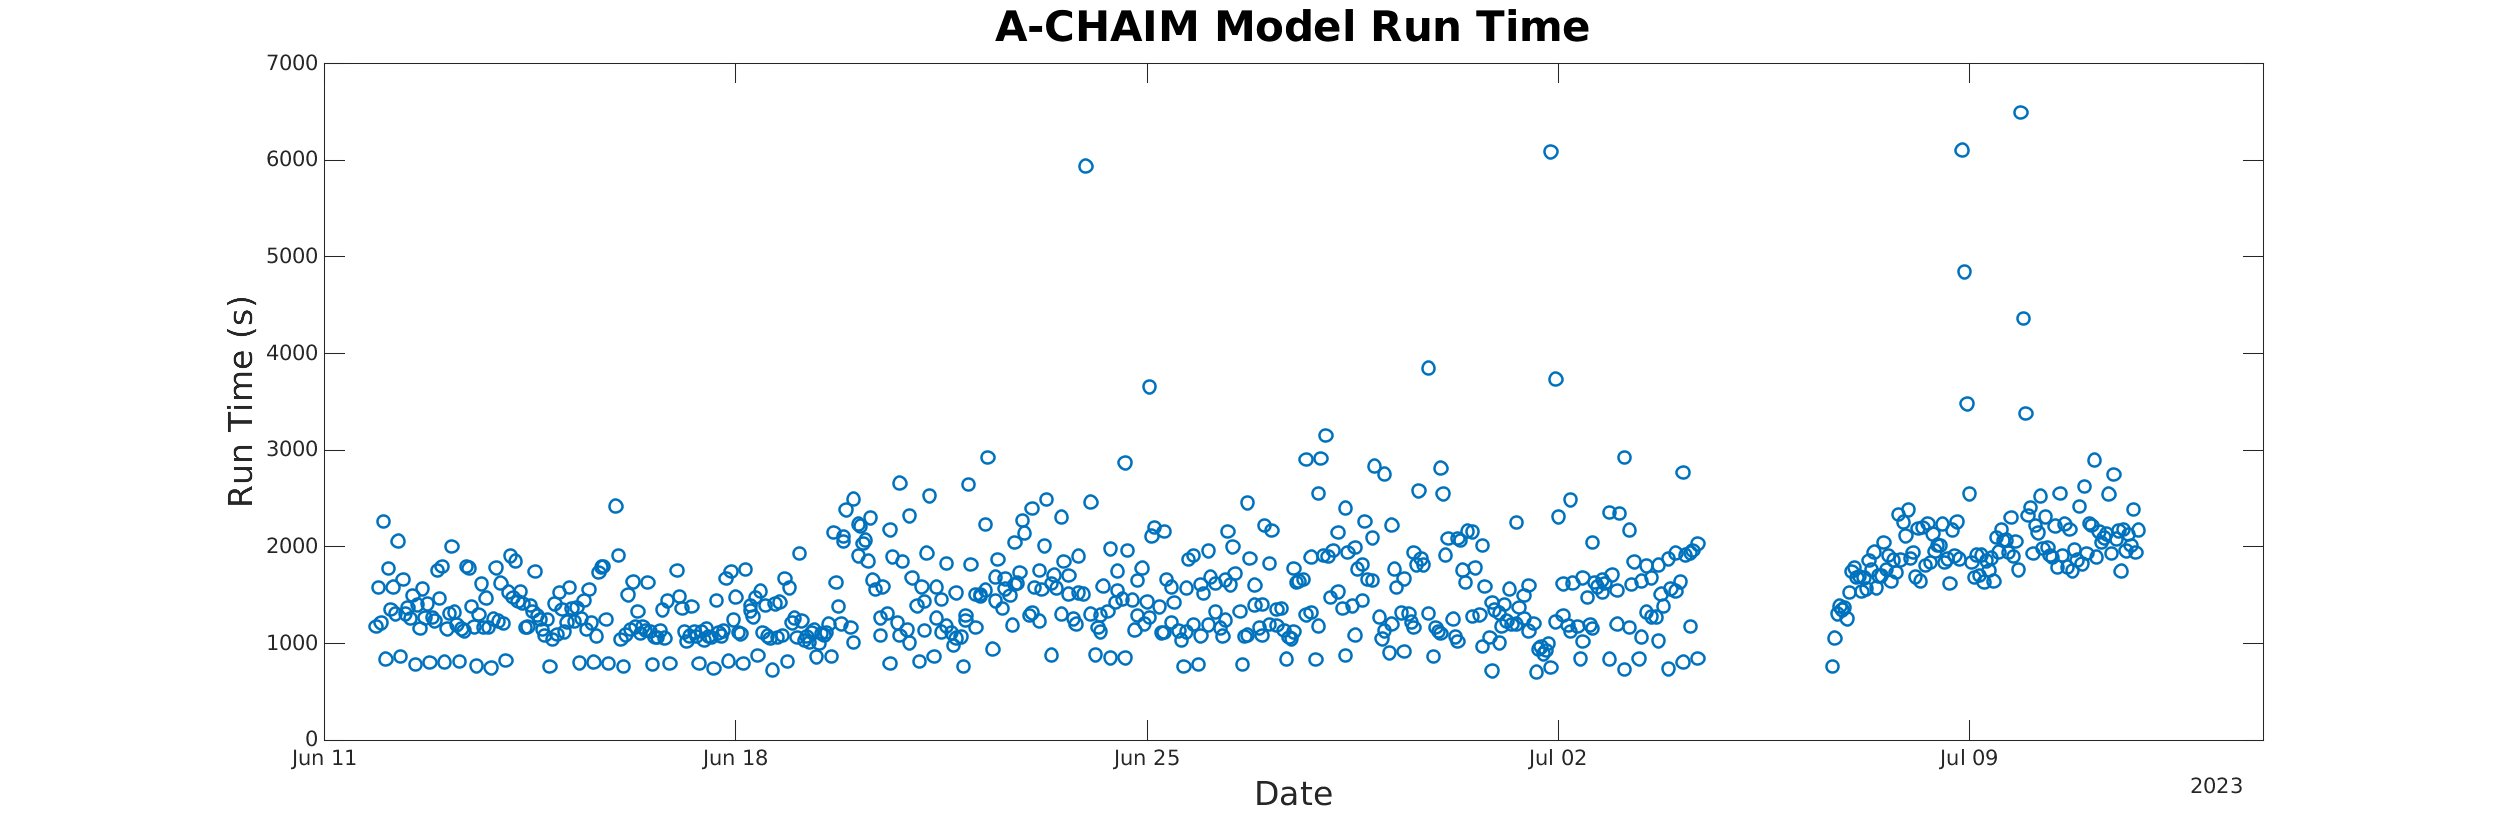 A-CHAIM Model Run Time
7000
6000
5000
4000
3000
2000
1000
0
Run Time (s)
Jun 11
Jun 18
Jun 25
Jul 02
Jul 09
Date
2023